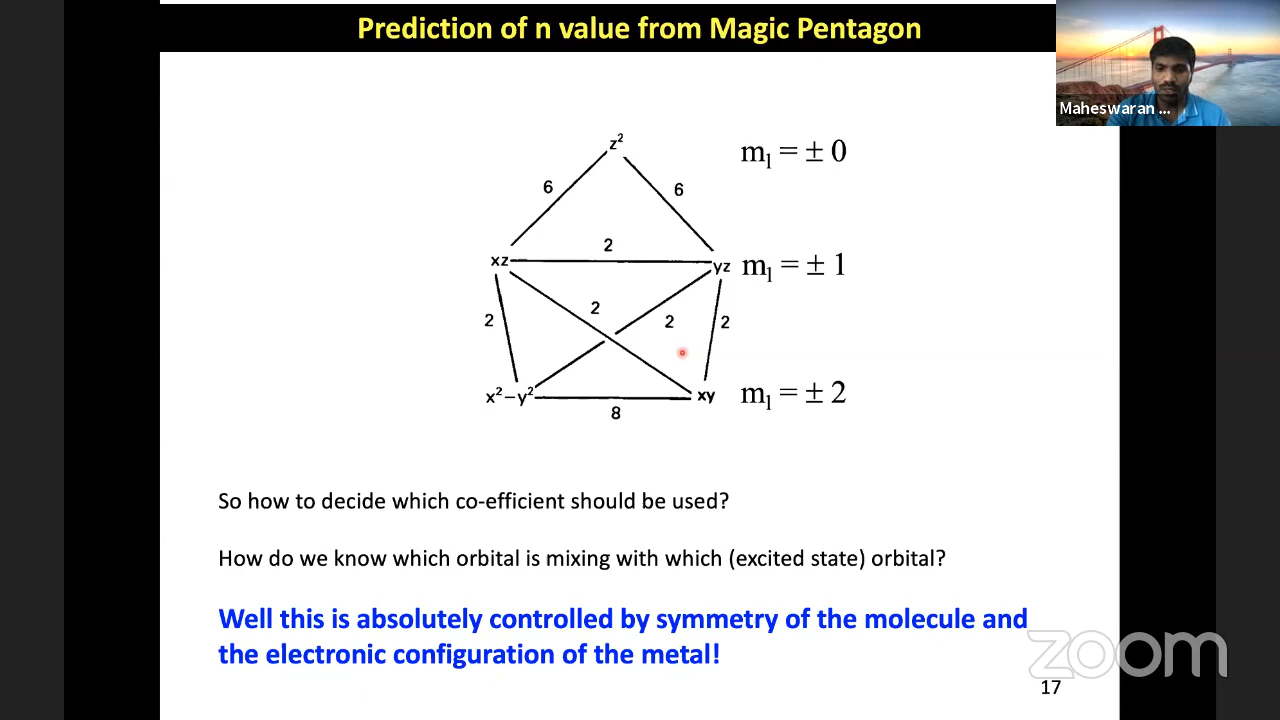 Prediction of n value from Magic Pentagon
Maheswaran ...
z²
mₗ = ± 0
6
6
2
xz
yz
mₗ = ± 1
2
2
2
2
x²−y²
xy
mₗ = ± 2
8
So how to decide which co-efficient should be used?
How do we know which orbital is mixing with which (excited state) orbital?
Well this is absolutely controlled by symmetry of the molecule and
the electronic configuration of the metal!
zoom
17